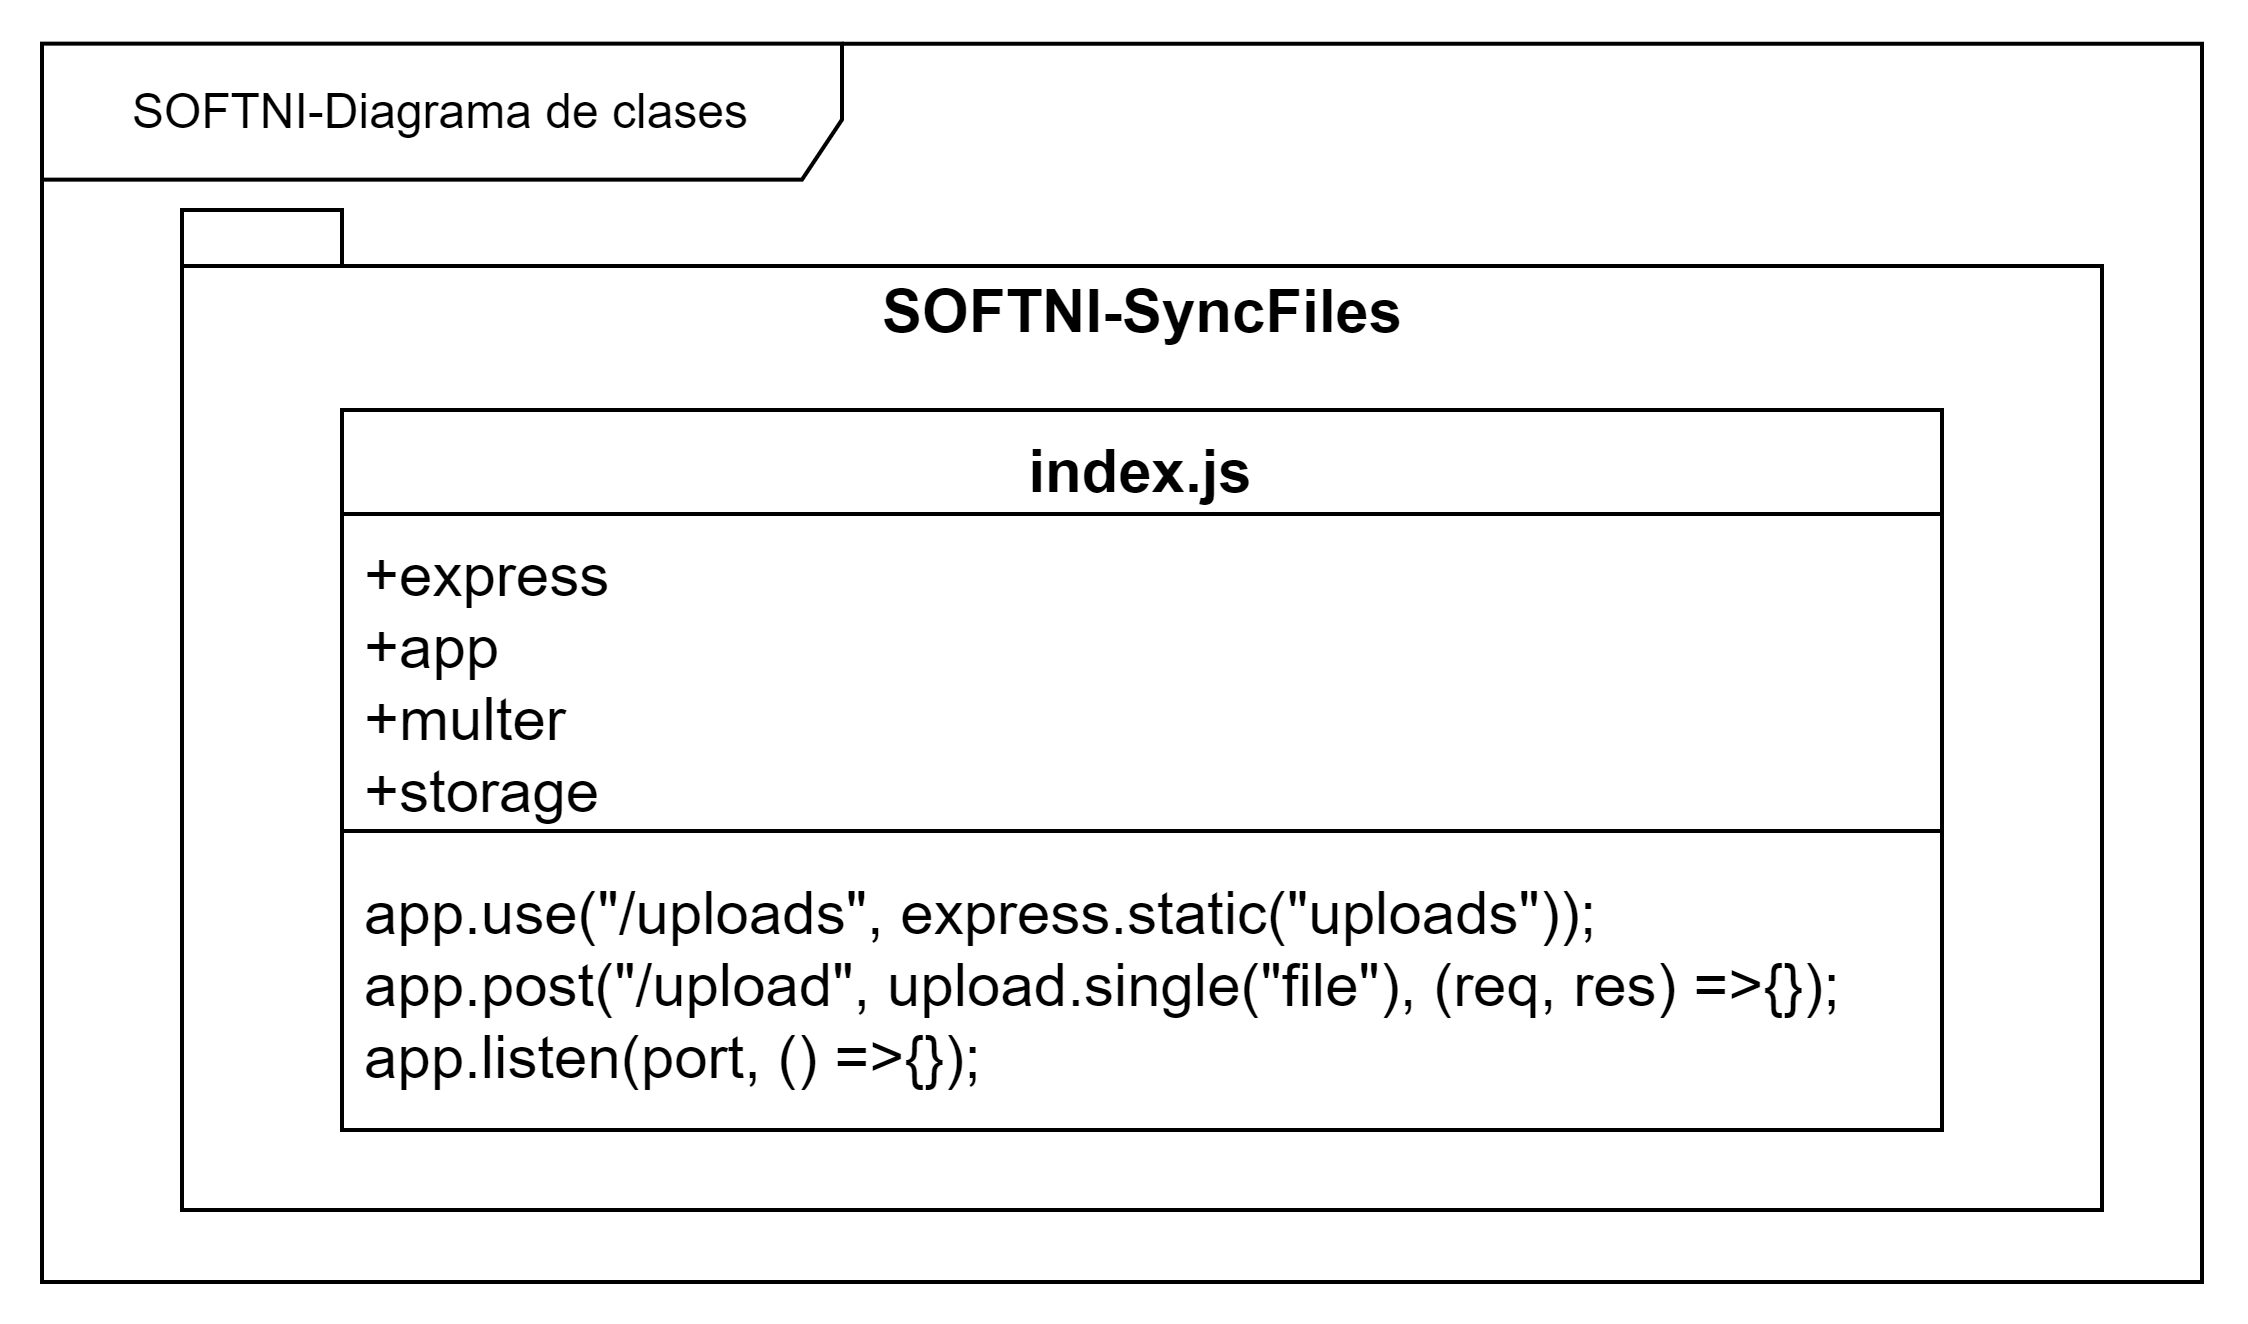 SOFTNI-Diagrama de clases
SOFTNI-SyncFiles
index.js
+express
+app
+multer
+storage
app.use("/uploads", express.static("uploads"));
app.post("/upload", upload.single("file"), (req, res) =>{});
app.listen(port, () =>{});